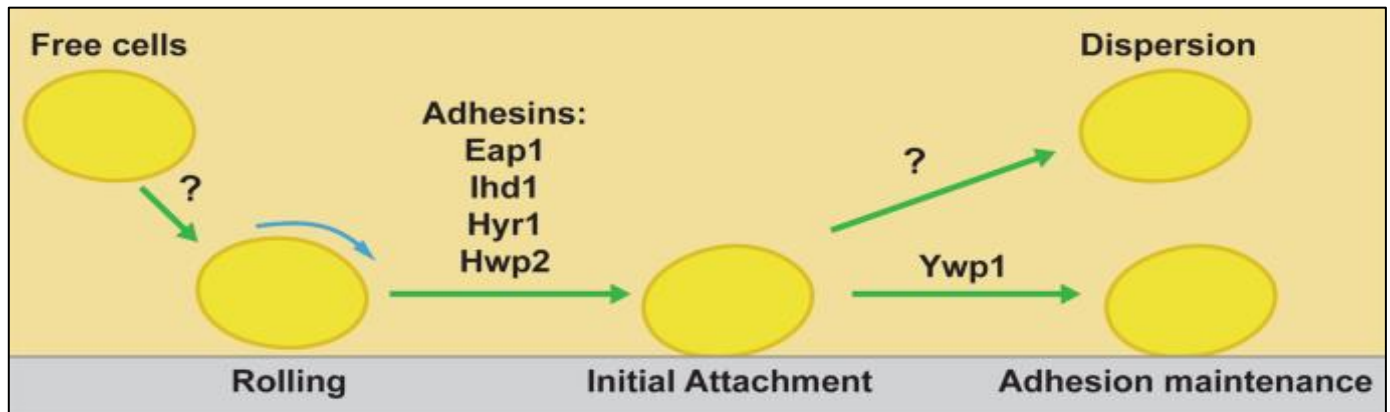 Free cells
Dispersion
Adhesins:
Eap1
Ihd1
Hyr1
Hwp2
?
?
Ywp1
Rolling
Initial Attachment
Adhesion maintenance